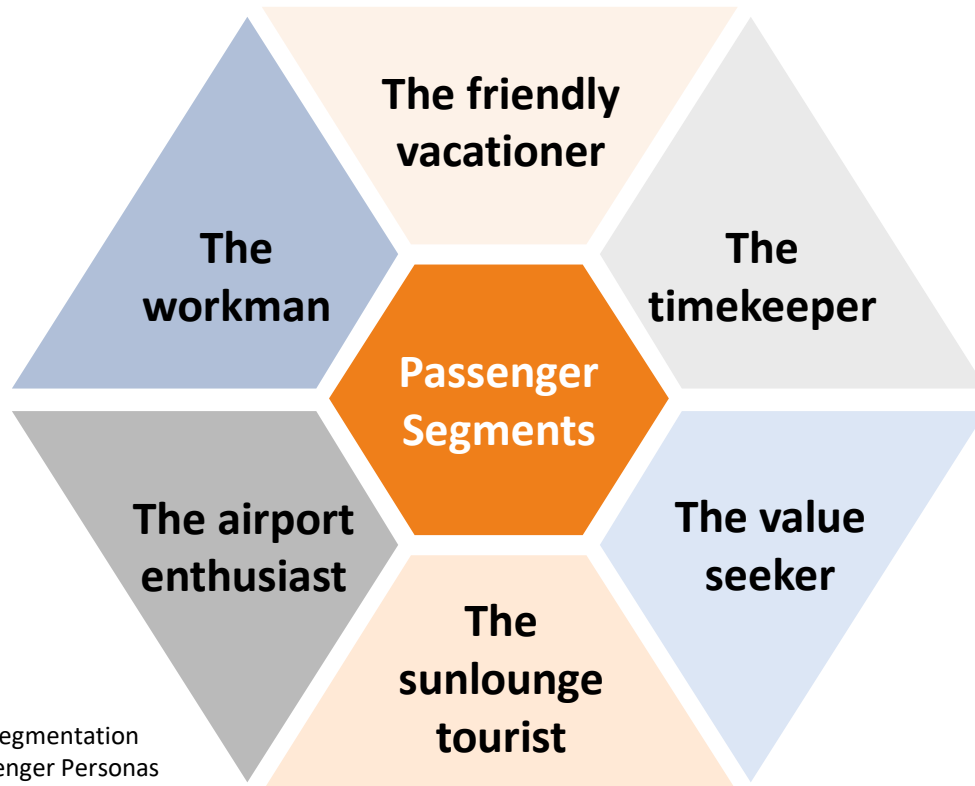 The friendly
vacationer
The
workman
The
timekeeper
Passenger
Segments
The airport
enthusiast
The value
seeker
The
sunlounge
tourist
egmentation
enger Personas